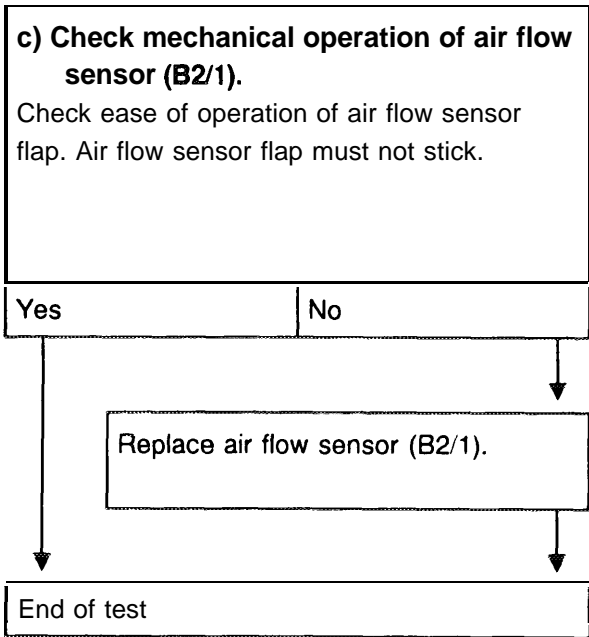 c) Check mechanical operation of air flow
sensor (B2/1).
Check ease of operation of air flow sensor
flap. Air flow sensor flap must not stick.
Yes
No
Replace air flow sensor (B2/1).
End of test